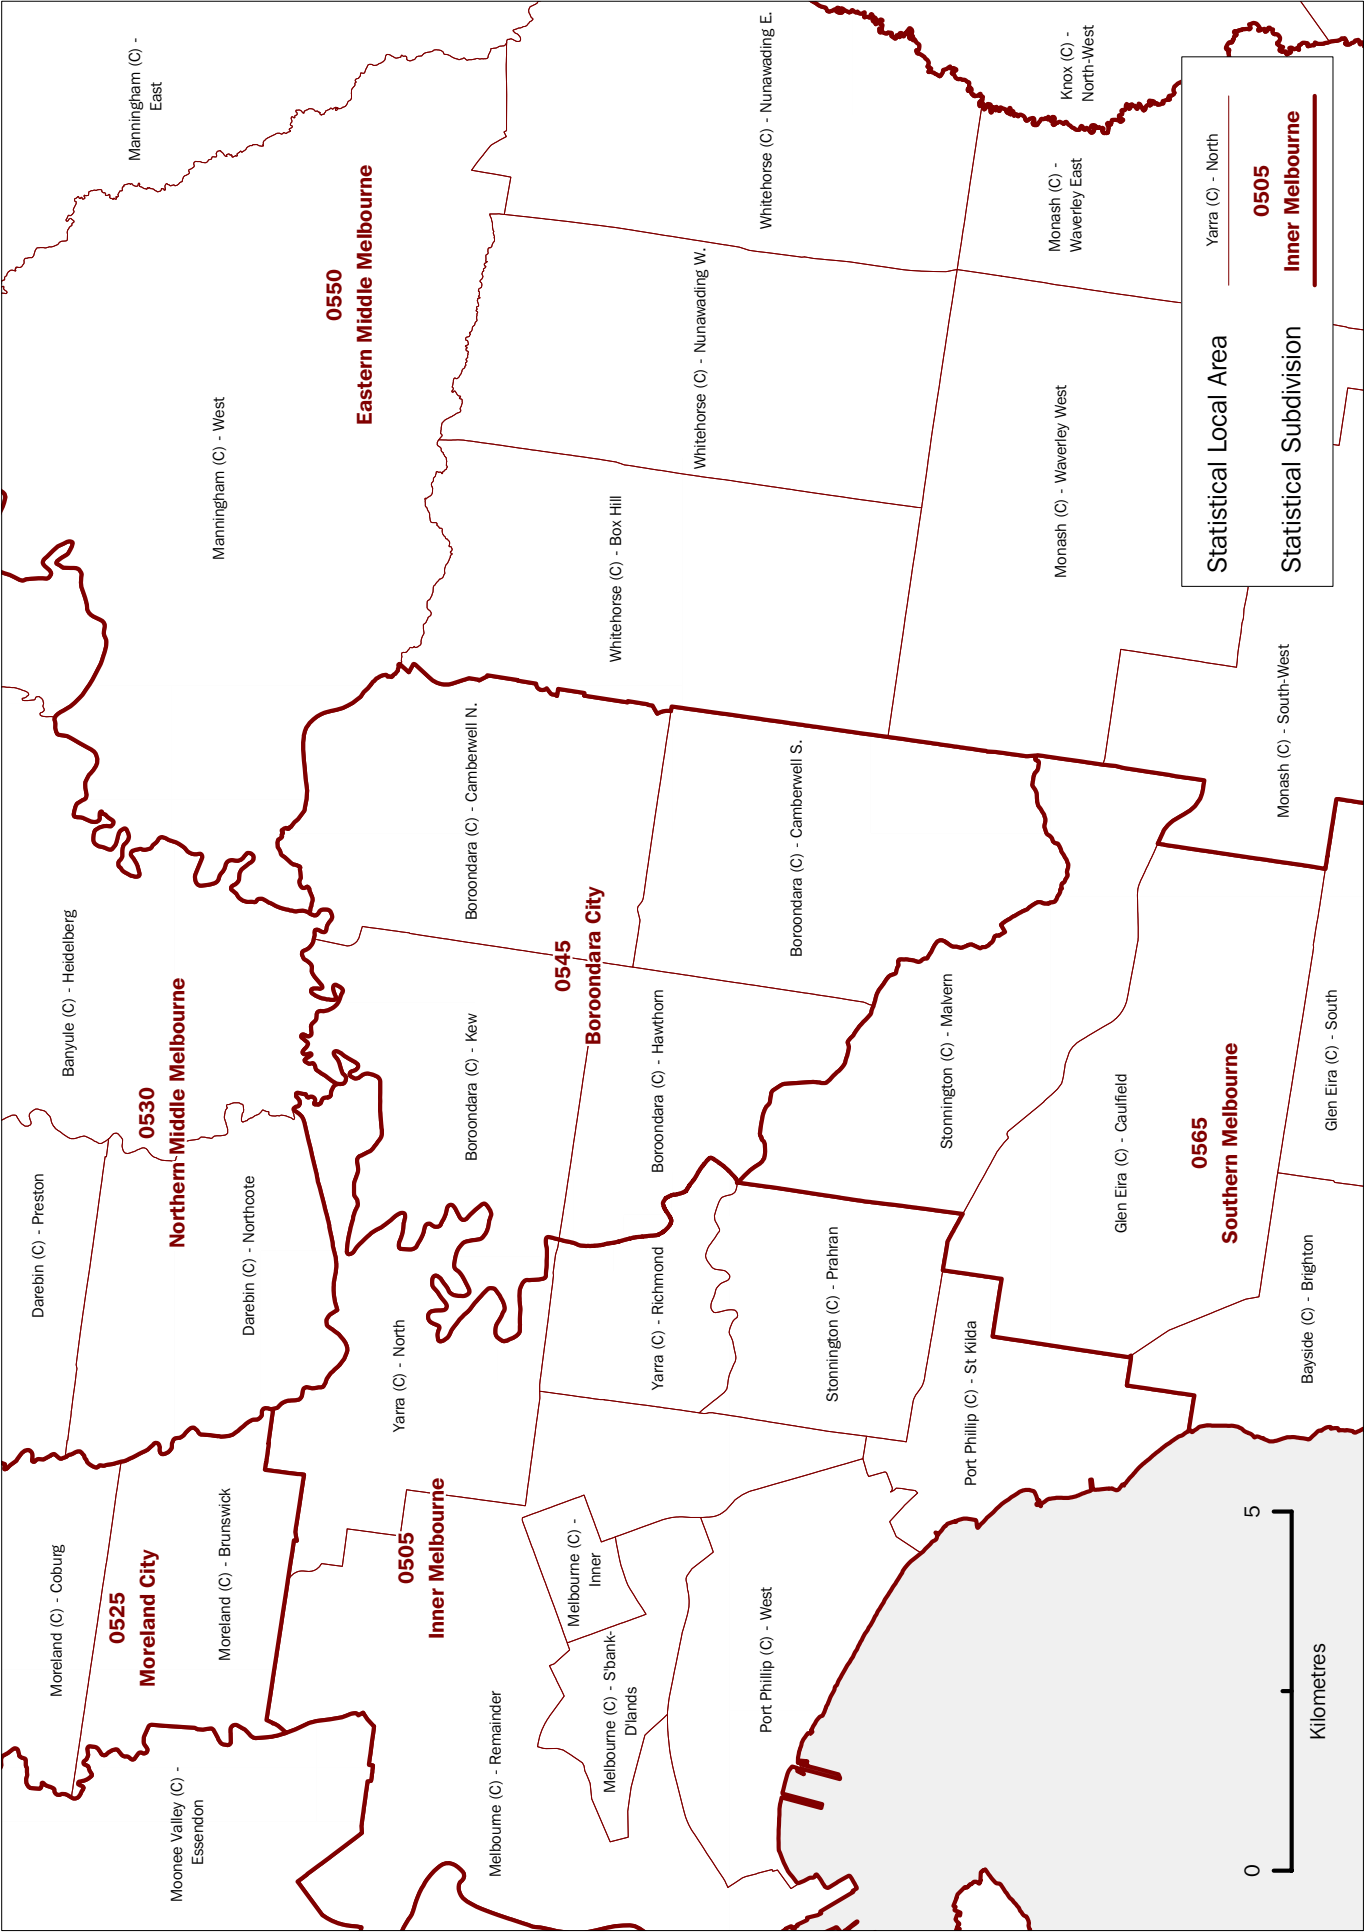 Moonee Valley (C) -
Essendon
Moreland (C) - Coburg
0525
Moreland City
Moreland (C) - Brunswick
Darebin (C) - Preston
0530
Northern Middle Melbourne
Darebin (C) - Northcote
Banyule (C) - Heidelberg
Manningham (C) - West
Manningham (C) -
East
0550
Eastern Middle Melbourne
0505
Inner Melbourne
Yarra (C) - North
Melbourne (C) - Remainder
Melbourne (C) -
Inner
Melbourne (C) - S'bank-
D'lands
Yarra (C) - Richmond
Boroondara (C) - Kew
0545
Boroondara City
Boroondara (C) - Hawthorn
Boroondara (C) - Camberwell N.
Boroondara (C) - Camberwell S.
Whitehorse (C) - Box Hill
Whitehorse (C) - Nunawading W.
Whitehorse (C) - Nunawading E.
Port Phillip (C) - West
Stonnington (C) - Prahran
Stonnington (C) - Malvern
Port Phillip (C) - St Kilda
Glen Eira (C) - Caulfield
0565
Southern Melbourne
Monash (C) - Waverley West
Monash (C) -
Waverley East
Knox (C) -
North-West
Bayside (C) - Brighton
Glen Eira (C) - South
Monash (C) - South-West
Statistical Local Area
Yarra (C) - North
Statistical Subdivision
0505
Inner Melbourne
0
5
Kilometres